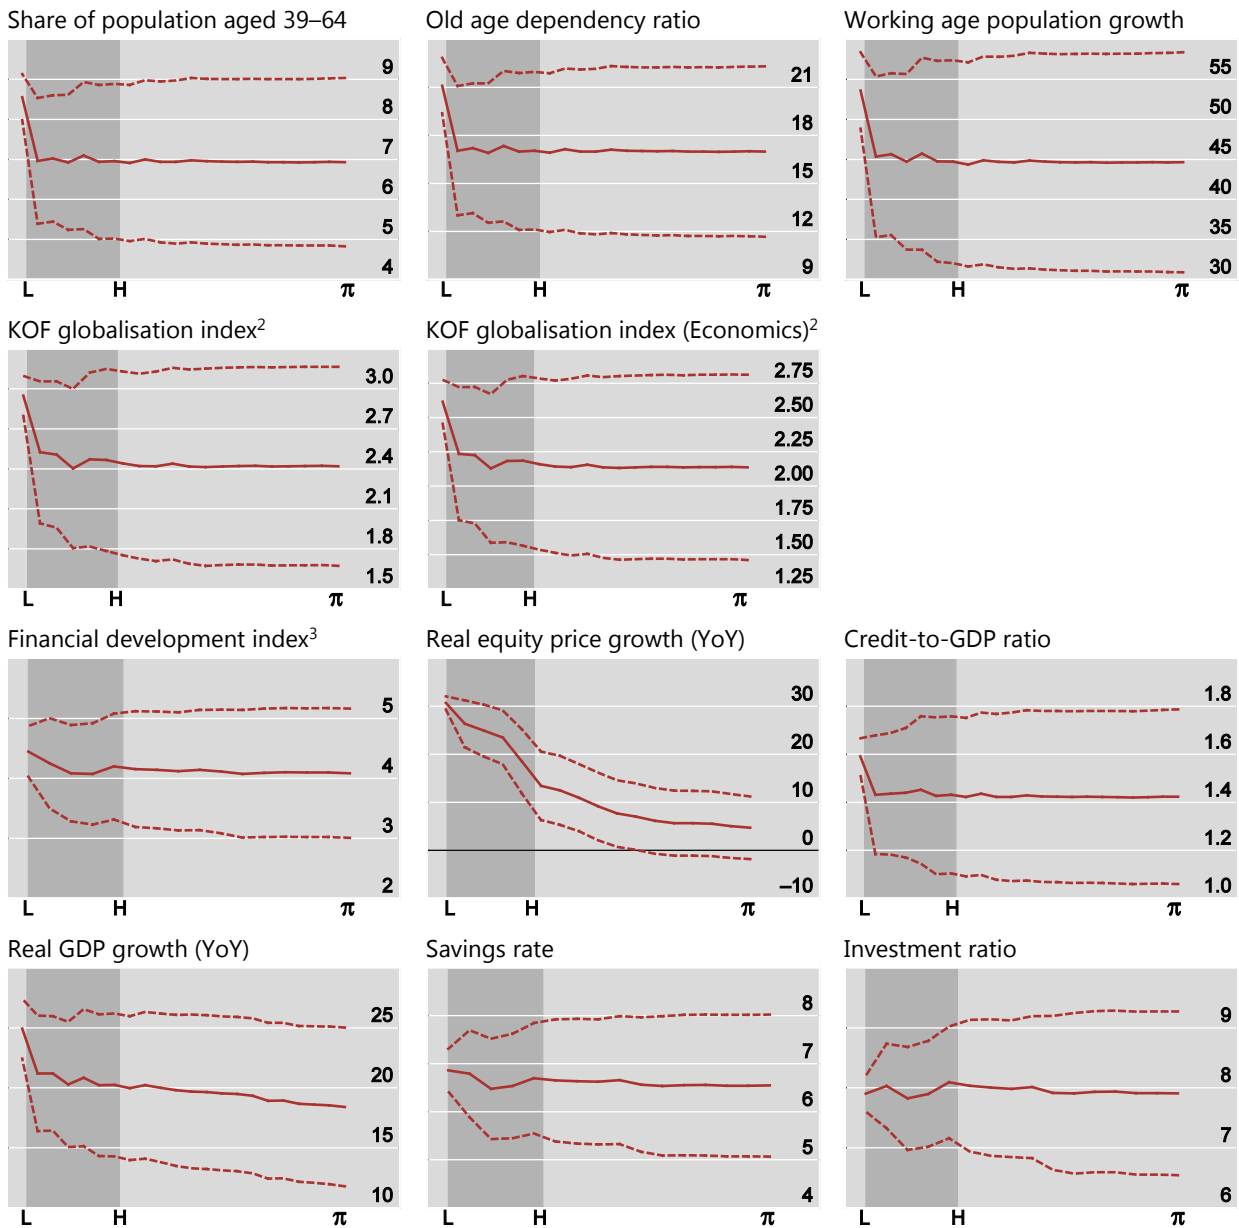 Share of population aged 39–64
Old age dependency ratio
Working age population growth
9
8
7
6
5
4
L H π
21
18
15
12
9
L H π
55
50
45
40
35
30
L H π
KOF globalisation index²
KOF globalisation index (Economics)²
3.0
2.7
2.4
2.1
1.8
1.5
L H π
2.75
2.50
2.25
2.00
1.75
1.50
1.25
L H π
Financial development index³
Real equity price growth (YoY)
Credit-to-GDP ratio
5
4
3
2
L H π
30
20
10
0
–10
L H π
1.8
1.6
1.4
1.2
1.0
L H π
Real GDP growth (YoY)
Savings rate
Investment ratio
25
20
15
10
L H π
8
7
6
5
4
L H π
9
8
7
6
L H π